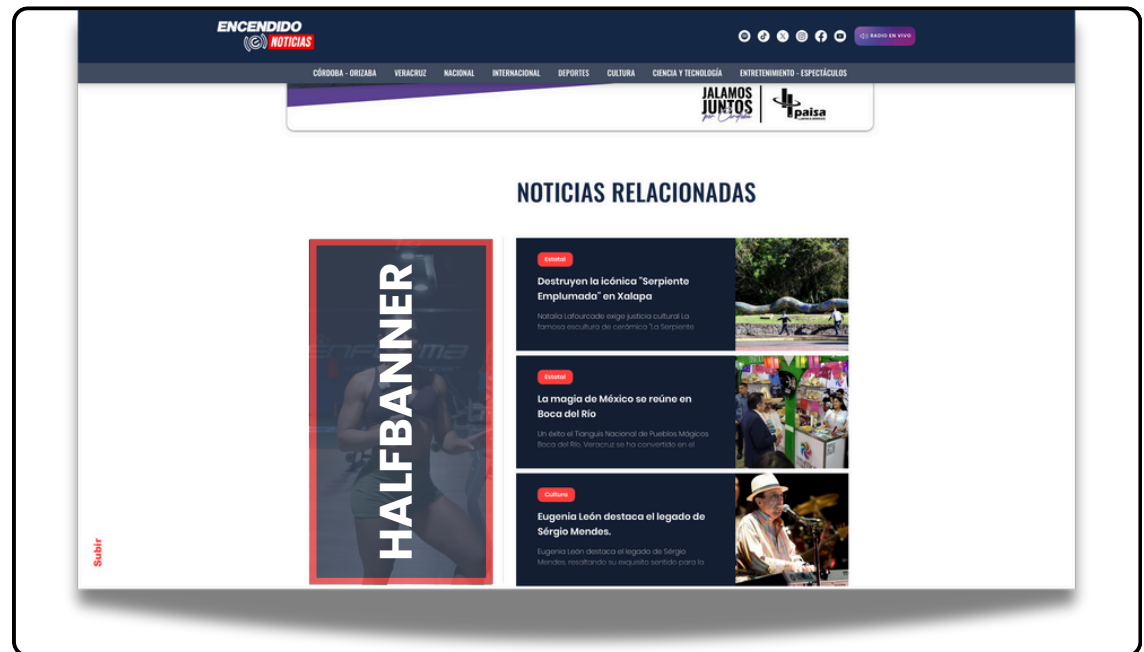 ENCENDIDO
NOTICIAS
RADIO EN VIVO
CÓRDOBA - ORIZABA VERACRUZ NACIONAL INTERNACIONAL DEPORTES CULTURA CIENCIA Y TECNOLOGÍA ENTRETENIMIENTO - ESPECTÁCULOS
JALAMOS
JUNTOS
por Córdoba
paisa
NOTICIAS RELACIONADAS
HALFBANNER
Estatal
Destruyen la icónica "Serpiente
Emplumada" en Xalapa
Natalia Lafourcade exige justicia cultural La
famosa escultura de cerámica "La Serpiente
Estatal
La magia de México se reúne en
Boca del Río
Un éxito el Tianguis Nacional de Pueblos Mágicos
Boca del Río, Veracruz se ha convertido en el
Cultura
Eugenia León destaca el legado de
Sérgio Mendes.
Eugenia León destaca el legado de Sérgio
Mendes, resaltando su exquisito sentido para la
Subir